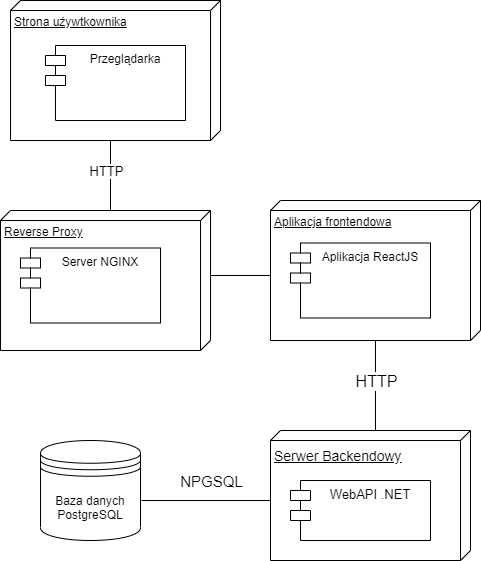 Strona użytkownika
Przeglądarka
HTTP
Reverse Proxy
Server NGINX
Aplikacja frontendowa
Aplikacja ReactJS
HTTP
Serwer Backendowy
WebAPI .NET
NPGSQL
Baza danych
PostgreSQL